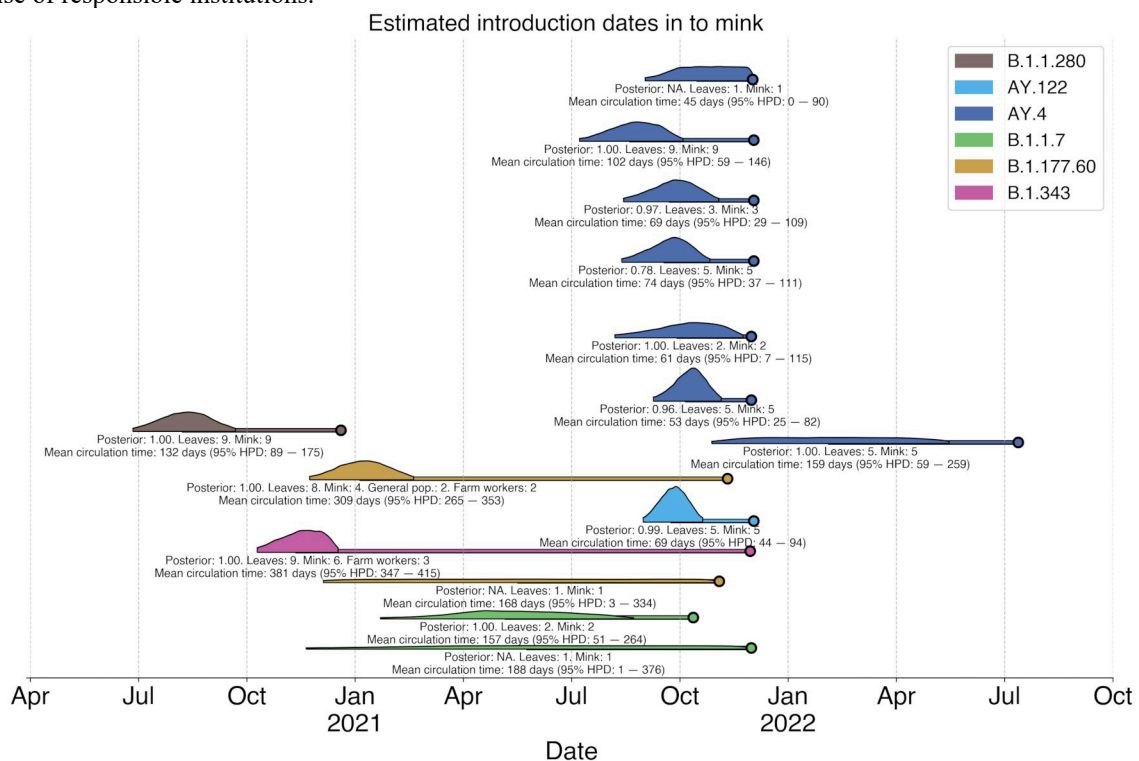 use of responsible institutions.
Estimated introduction dates in to mink
B.1.1.280
AY.122
AY.4
B.1.1.7
B.1.177.60
B.1.343
Posterior: NA. Leaves: 1. Mink: 1
Mean circulation time: 45 days (95% HPD: 0 — 90)
Posterior: 1.00. Leaves: 9. Mink: 9
Mean circulation time: 102 days (95% HPD: 59 — 146)
Posterior: 0.97. Leaves: 3. Mink: 3
Mean circulation time: 69 days (95% HPD: 29 — 109)
Posterior: 0.78. Leaves: 5. Mink: 5
Mean circulation time: 74 days (95% HPD: 37 — 111)
Posterior: 1.00. Leaves: 2. Mink: 2
Mean circulation time: 61 days (95% HPD: 7 — 115)
Posterior: 0.96. Leaves: 5. Mink: 5
Mean circulation time: 53 days (95% HPD: 25 — 82)
Posterior: 1.00. Leaves: 9. Mink: 9
Mean circulation time: 132 days (95% HPD: 89 — 175)
Posterior: 1.00. Leaves: 5. Mink: 5
Mean circulation time: 159 days (95% HPD: 59 — 259)
Posterior: 1.00. Leaves: 8. Mink: 4. General pop.: 2. Farm workers: 2
Mean circulation time: 309 days (95% HPD: 265 — 353)
Posterior: 0.99. Leaves: 5. Mink: 5
Mean circulation time: 69 days (95% HPD: 44 — 94)
Posterior: 1.00. Leaves: 9. Mink: 6. Farm workers: 3
Mean circulation time: 381 days (95% HPD: 347 — 415)
Posterior: NA. Leaves: 1. Mink: 1
Mean circulation time: 168 days (95% HPD: 3 — 334)
Posterior: 1.00. Leaves: 2. Mink: 2
Mean circulation time: 157 days (95% HPD: 51 — 264)
Posterior: NA. Leaves: 1. Mink: 1
Mean circulation time: 188 days (95% HPD: 1 — 376)
Apr Jul Oct Jan Apr Jul Oct Jan Apr Jul Oct
2021 2022
Date